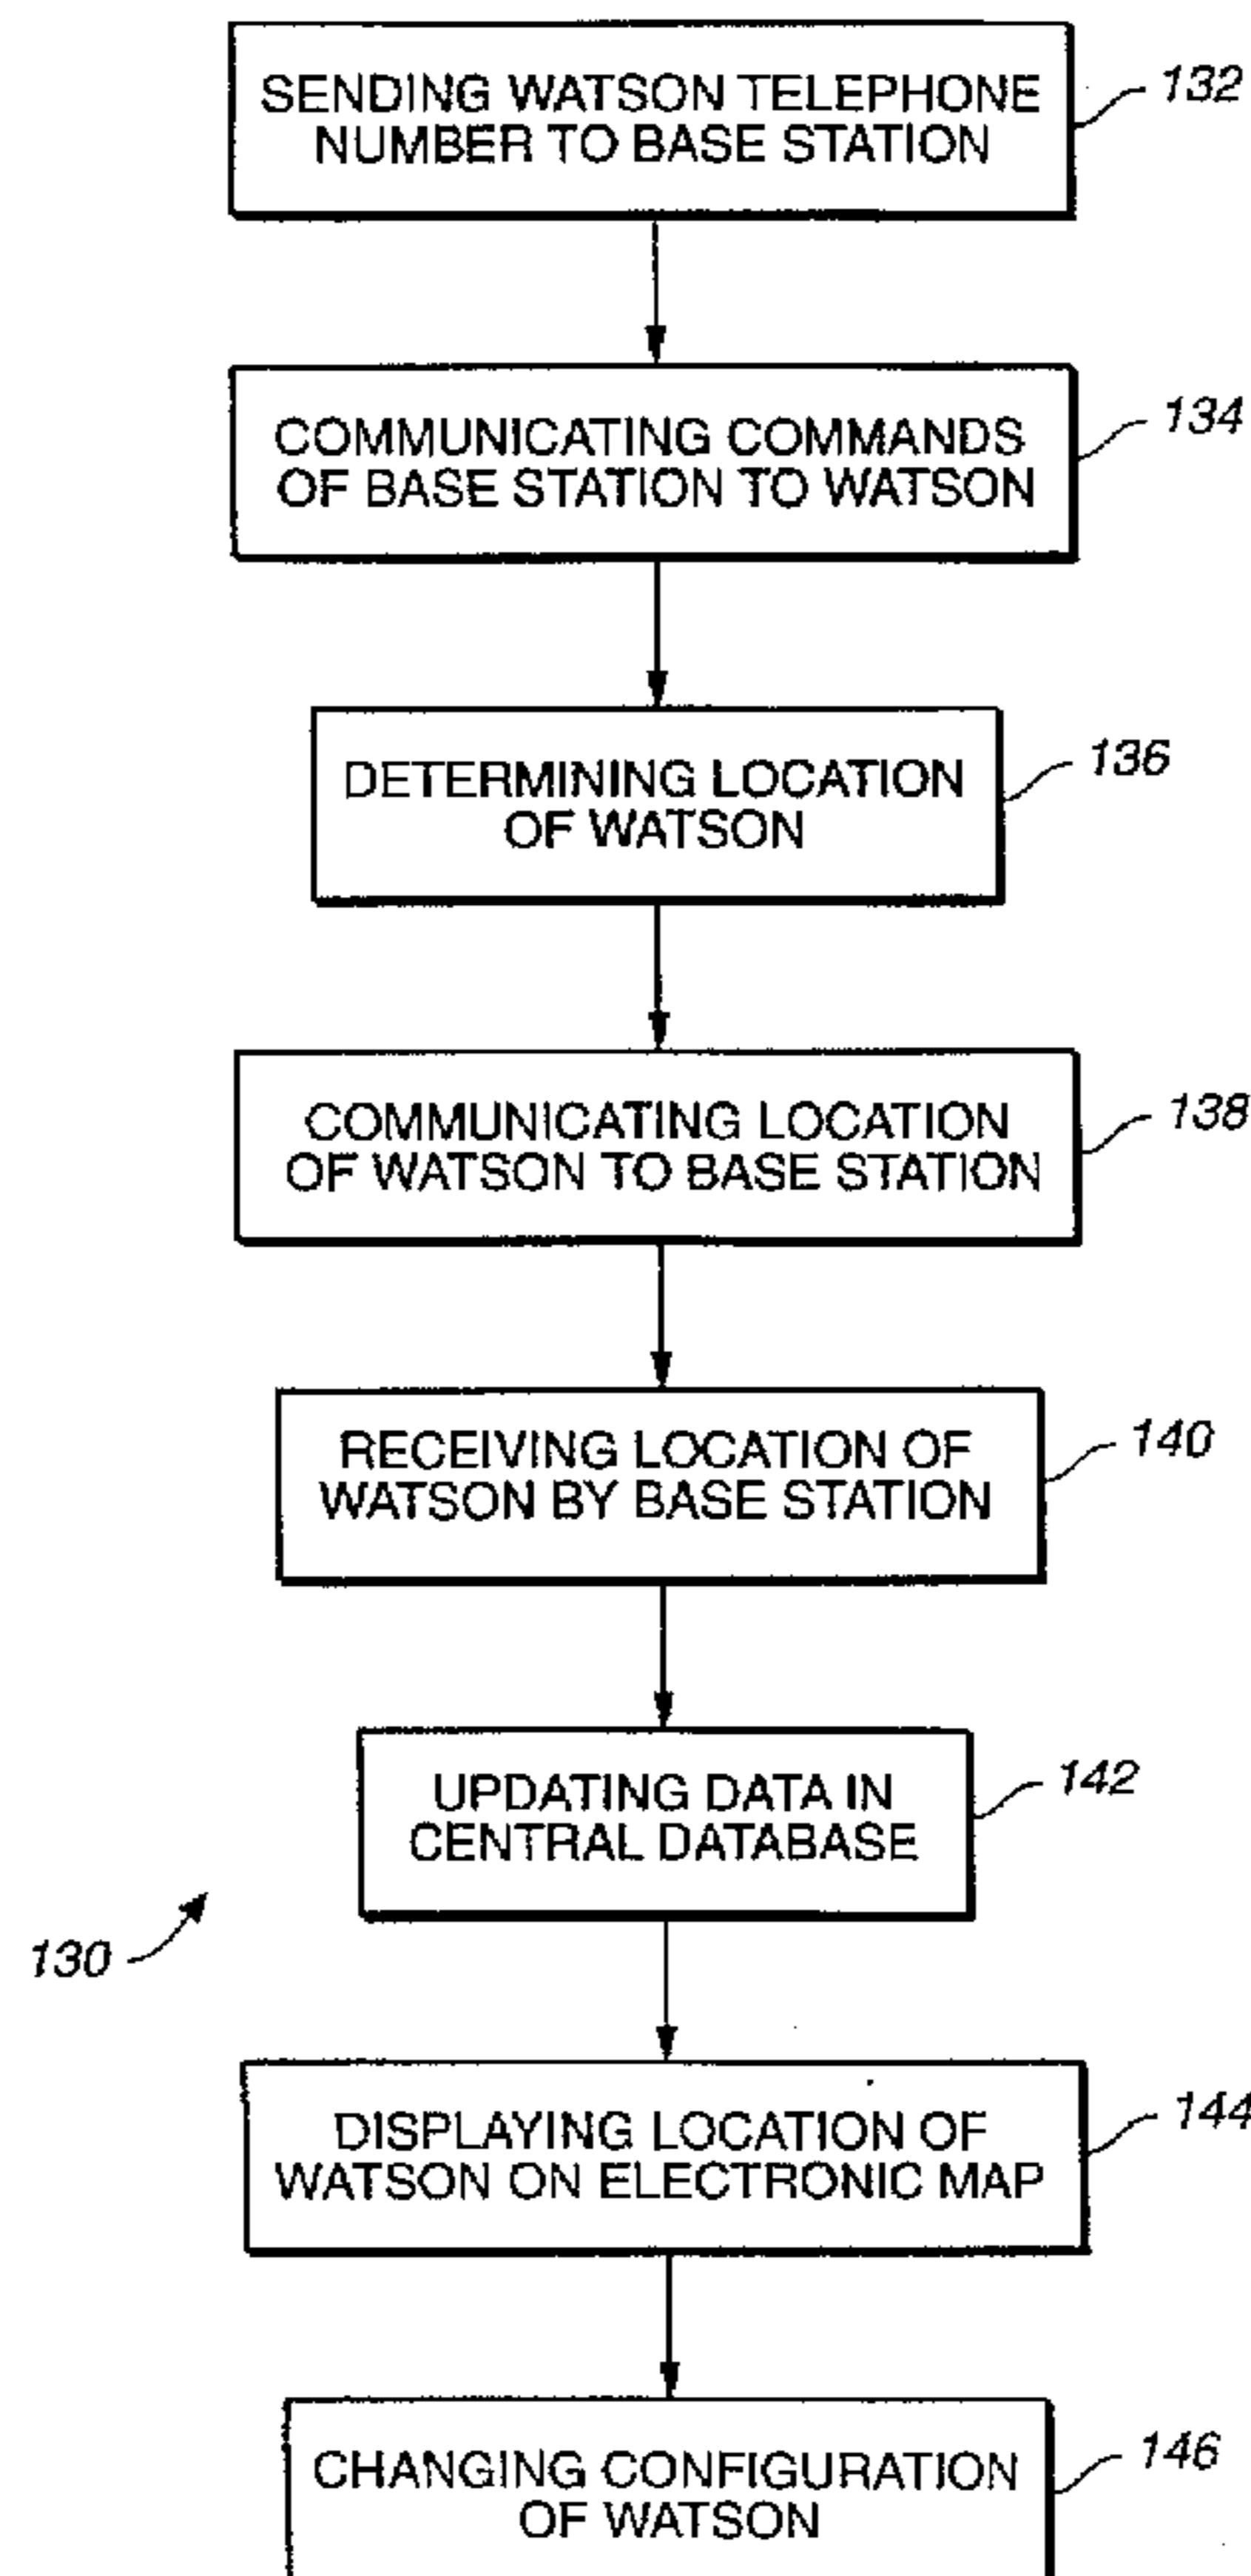 SENDING WATSON TELEPHONE
NUMBER TO BASE STATION
132
COMMUNICATING COMMANDS
OF BASE STATION TO WATSON
134
DETERMINING LOCATION
OF WATSON
136
COMMUNICATING LOCATION
OF WATSON TO BASE STATION
138
RECEIVING LOCATION OF
WATSON BY BASE STATION
140
UPDATING DATA IN
CENTRAL DATABASE
142
130
DISPLAYING LOCATION OF
WATSON ON ELECTRONIC MAP
144
CHANGING CONFIGURATION
OF WATSON
146